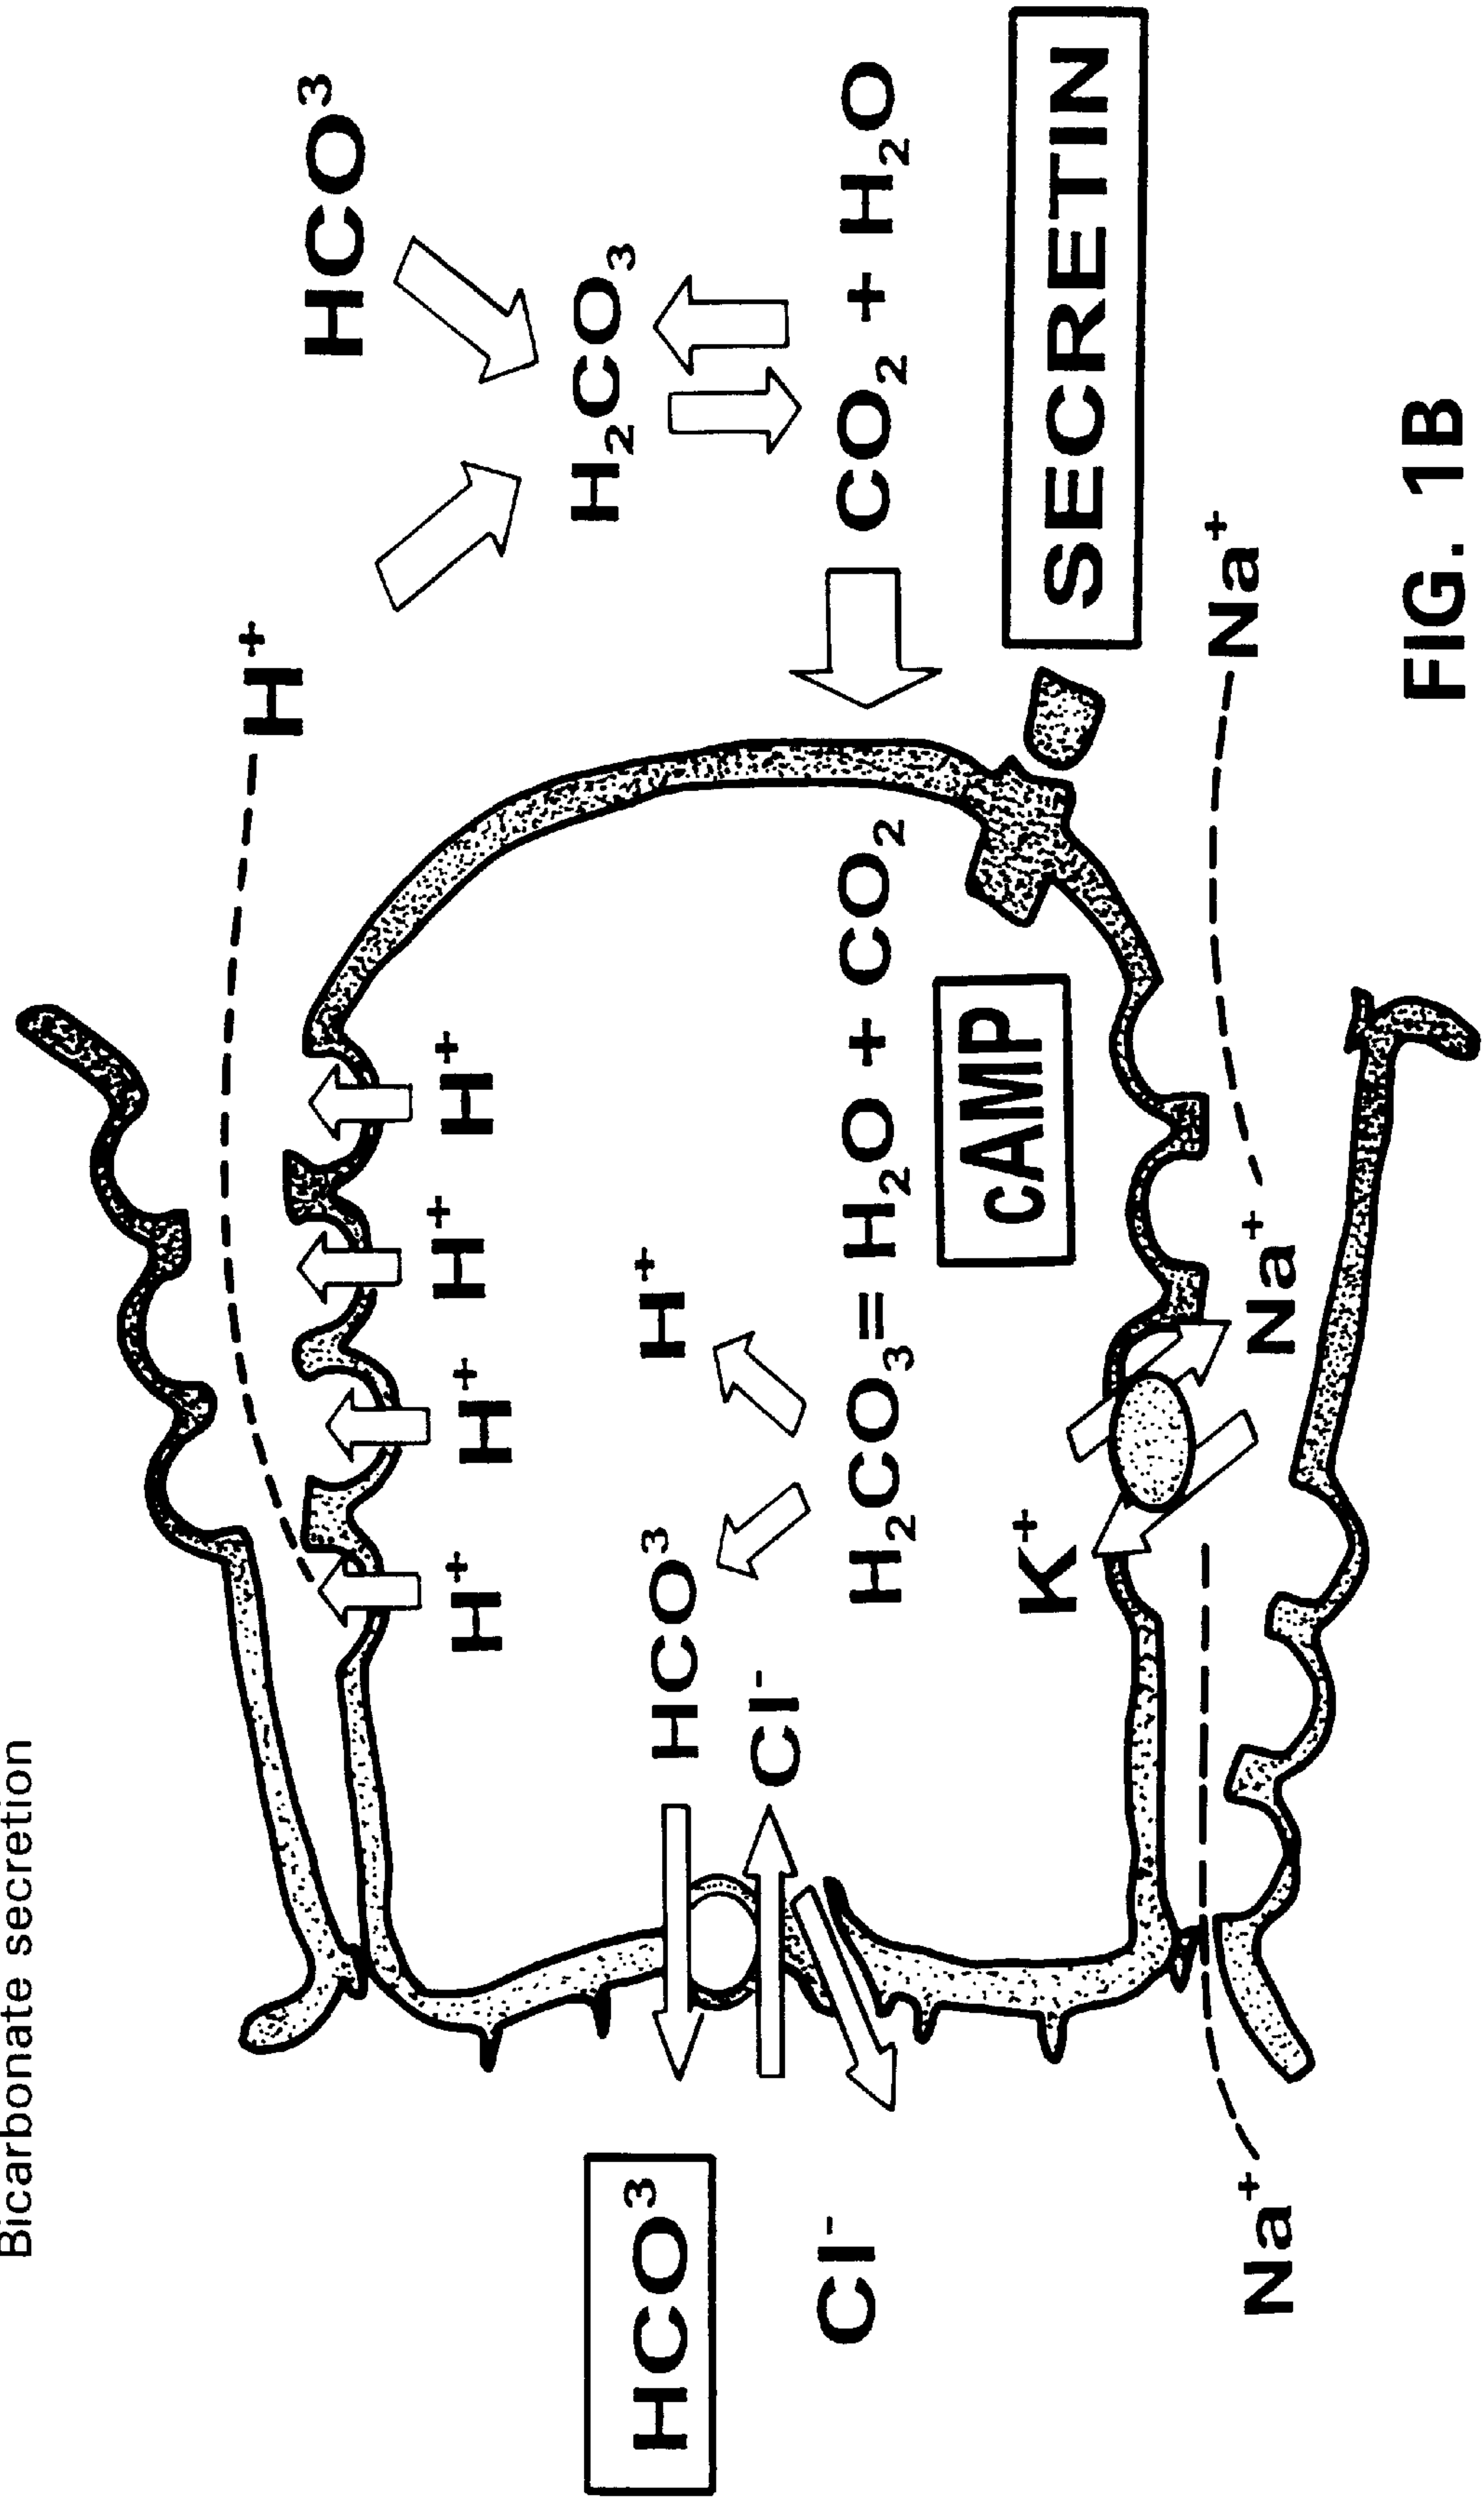 Bicarbonate secretion
H⁺
HCO³
H⁺ H⁺ H⁺ H⁺
H₂CO₃
HCO³
HCO³ H⁺
Cl⁻
Cl⁻
H₂CO₃= H₂O + CO₂
CO₂ + H₂O
cAMP
K⁺
SECRETIN
Na⁺
Na⁺
Na⁺
FIG. 1B